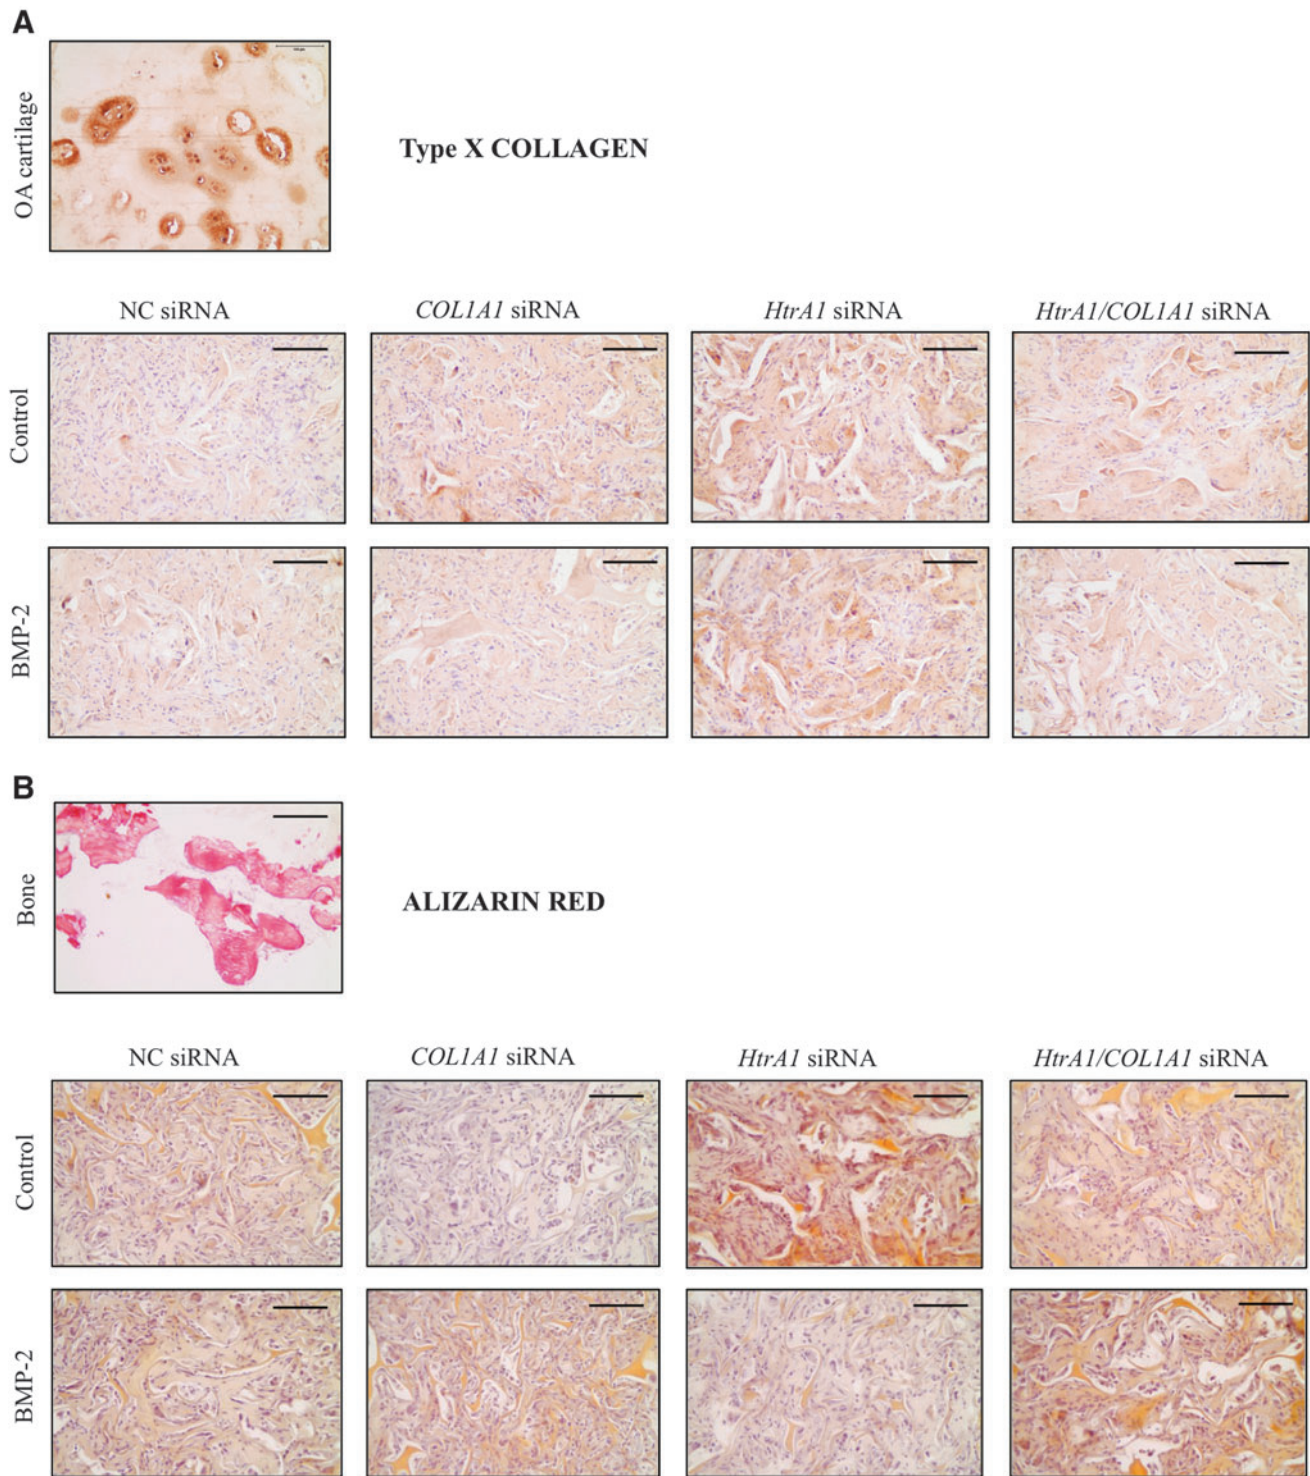 A
OA cartilage
Type X COLLAGEN
NC siRNA
COL1A1 siRNA
HtrA1 siRNA
HtrA1/COL1A1 siRNA
Control
BMP-2
B
Bone
ALIZARIN RED
NC siRNA
COL1A1 siRNA
HtrA1 siRNA
HtrA1/COL1A1 siRNA
Control
BMP-2